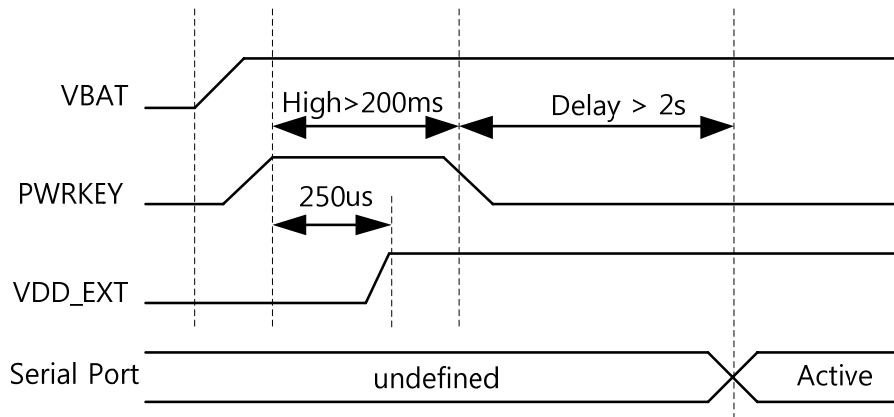 VBAT
High>200ms
Delay > 2s
PWRKEY
250us
VDD_EXT
Serial Port
undefined
Active